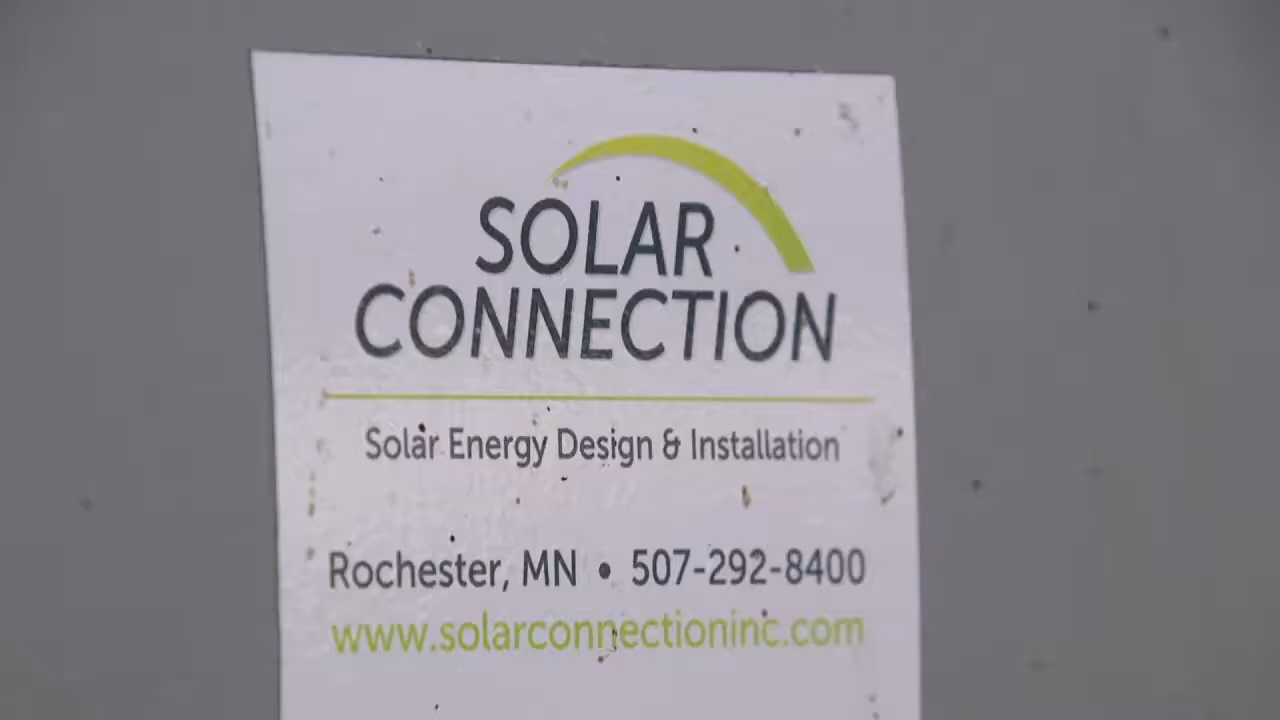 SOLAR
CONNECTION
Solar Energy Design & Installation
Rochester, MN • 507-292-8400
www.solarconnectioninc.com